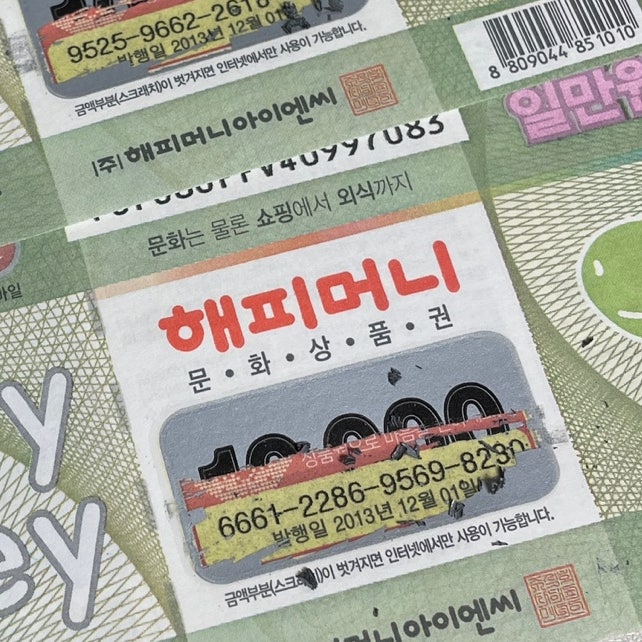 9525-9662-2618
발행일 2013년 12월 01일
금액부분(스크래치)이 벗겨지면 인터넷에서만 사용이 가능합니다.
(주)해피머니아이엔씨
8 809044 851010
일만원
문화는 물론 쇼핑에서 외식까지
해피머니
문•화•상•품•권
10,000
6661-2286-9569-8230
발행일 2013년 12월 01일
금액부분(스크래치)이 벗겨지면 인터넷에서만 사용이 가능합니다.
해피머니아이엔씨
y
ey